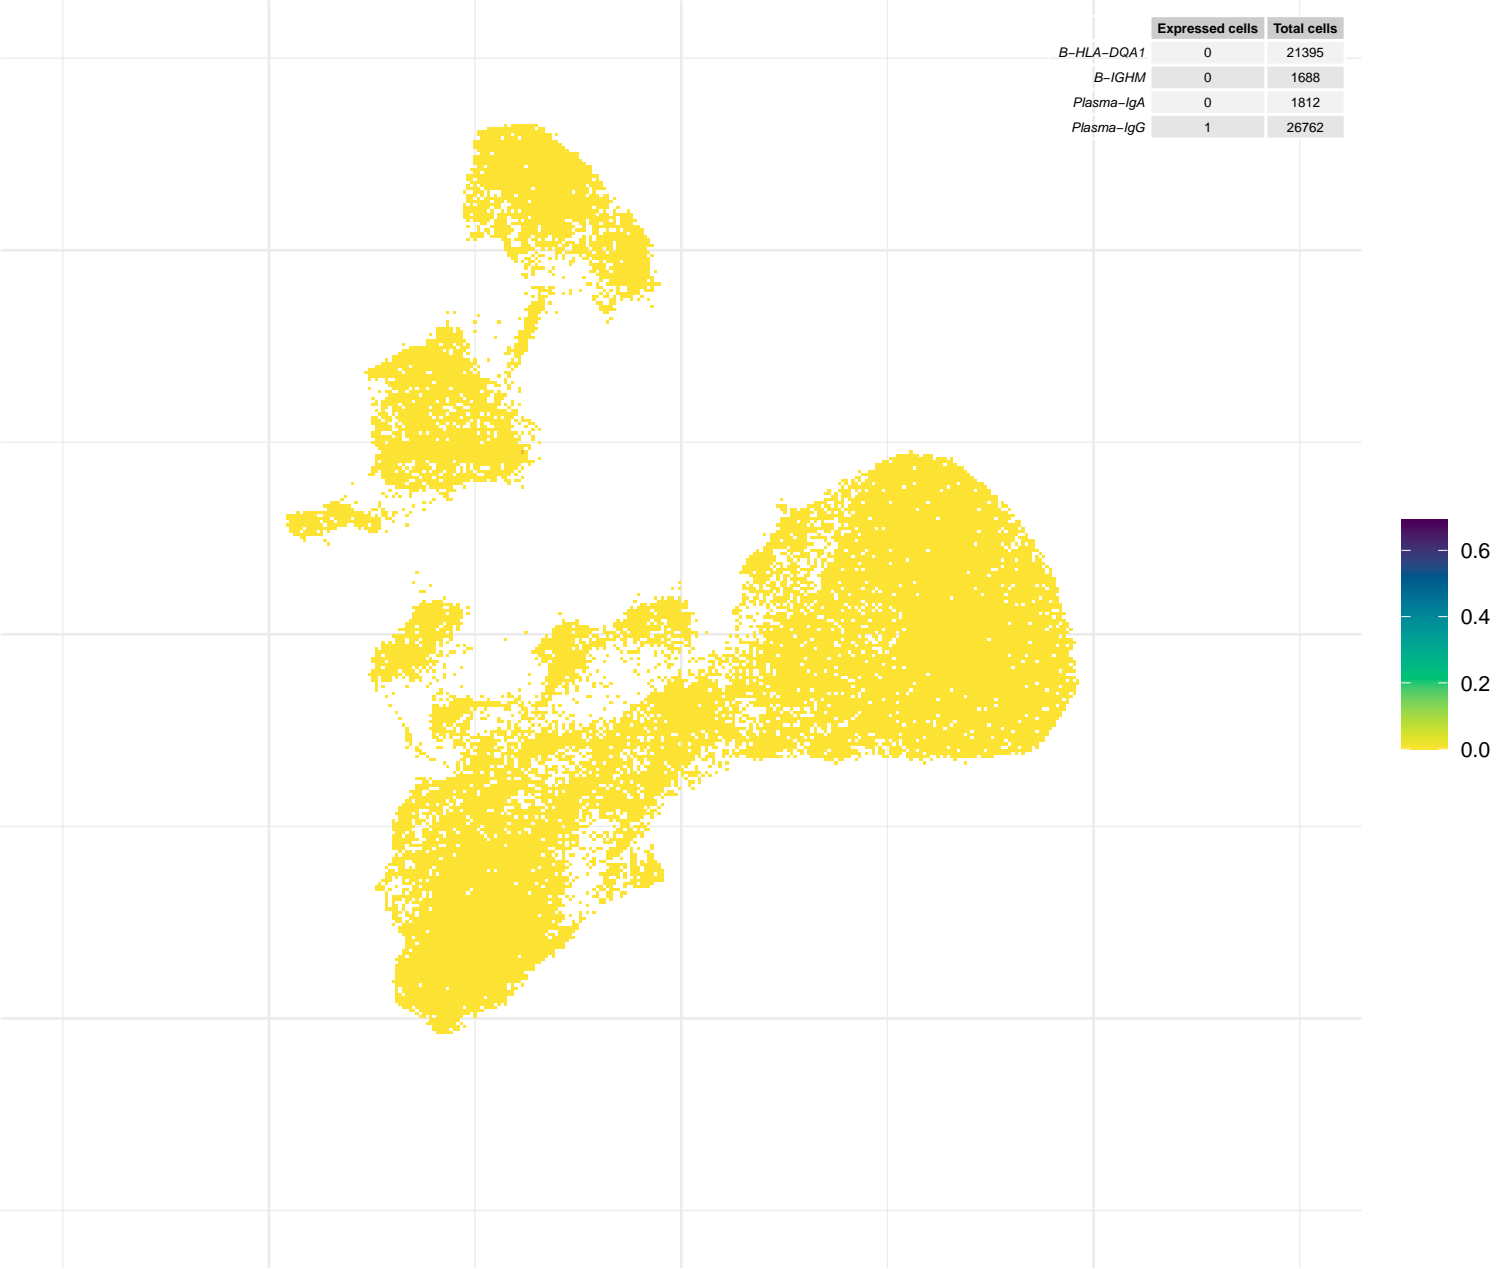 Expressed cells Total cells
B−HLA−DQA1 0 21395
B−IGHM 0 1688
Plasma−IgA 0 1812
Plasma−IgG 1 26762
0.6
0.4
0.2
0.0